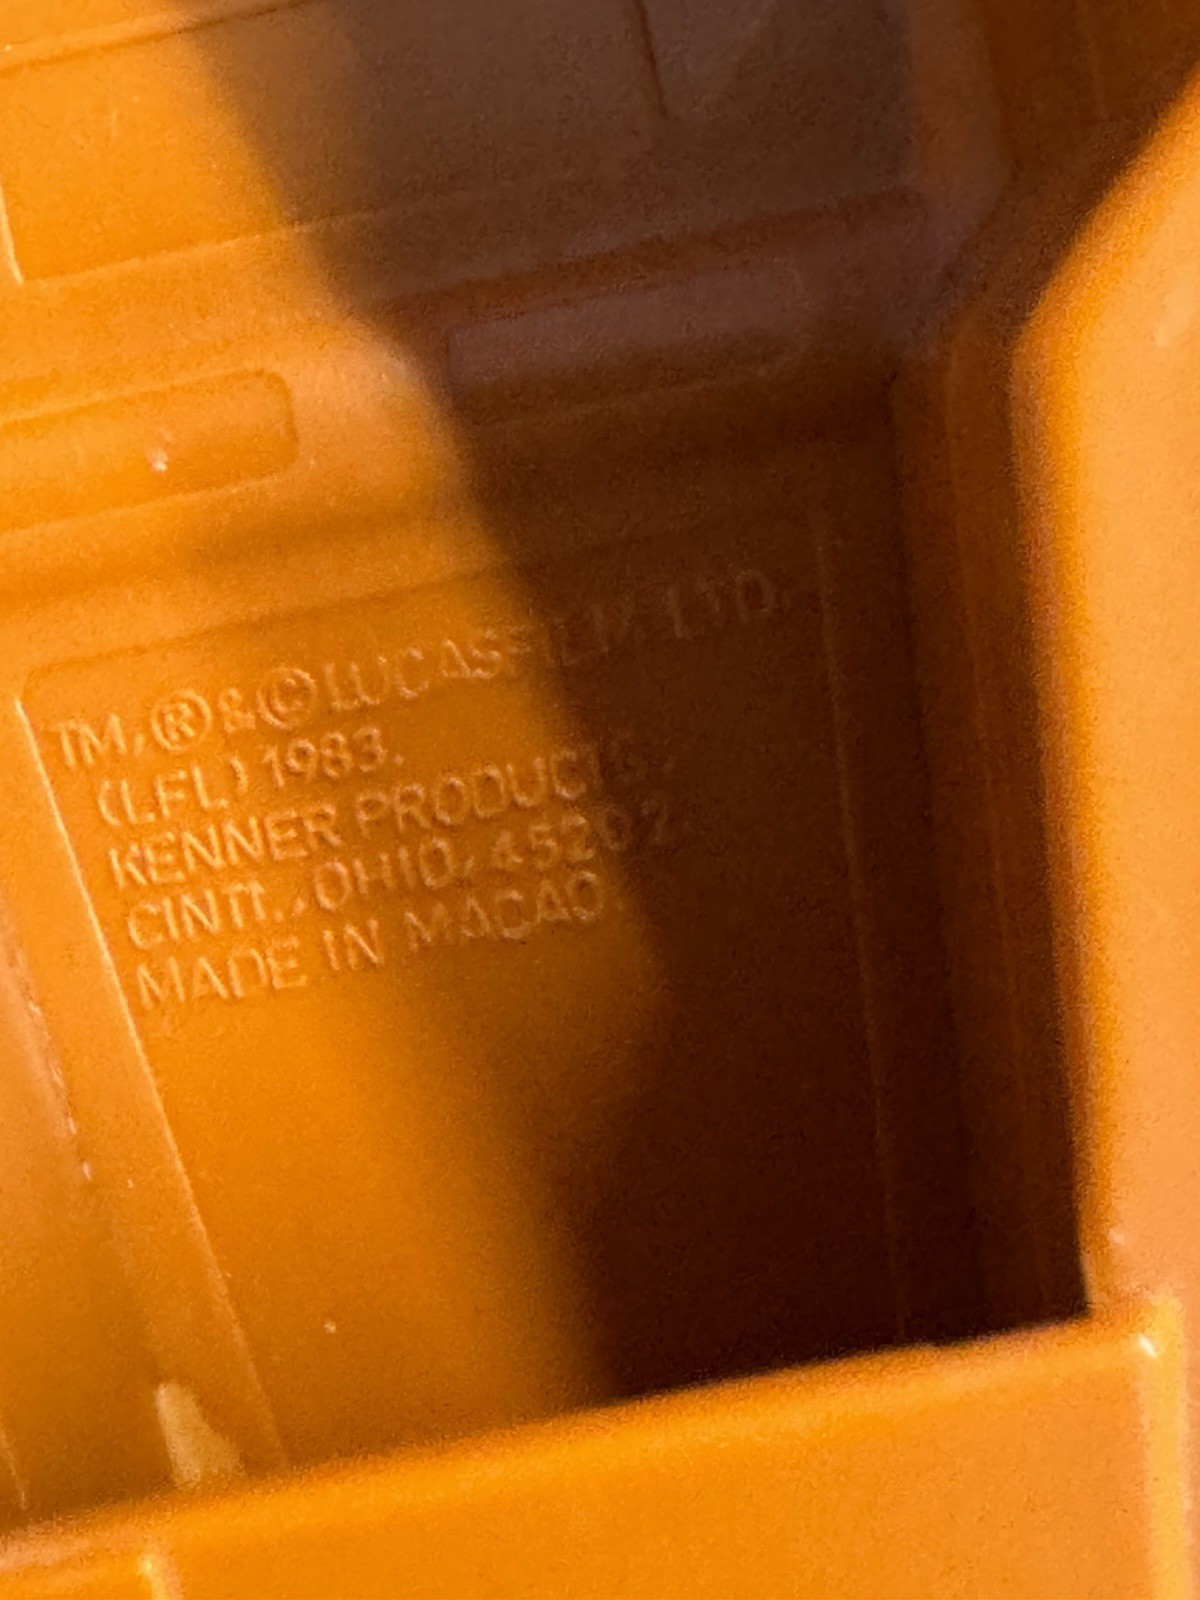 TM, ® & © LUCASFILM LTD.
(LFL) 1983.
KENNER PRODUCTS,
CINTI., OHIO, 45202.
MADE IN MACAO.